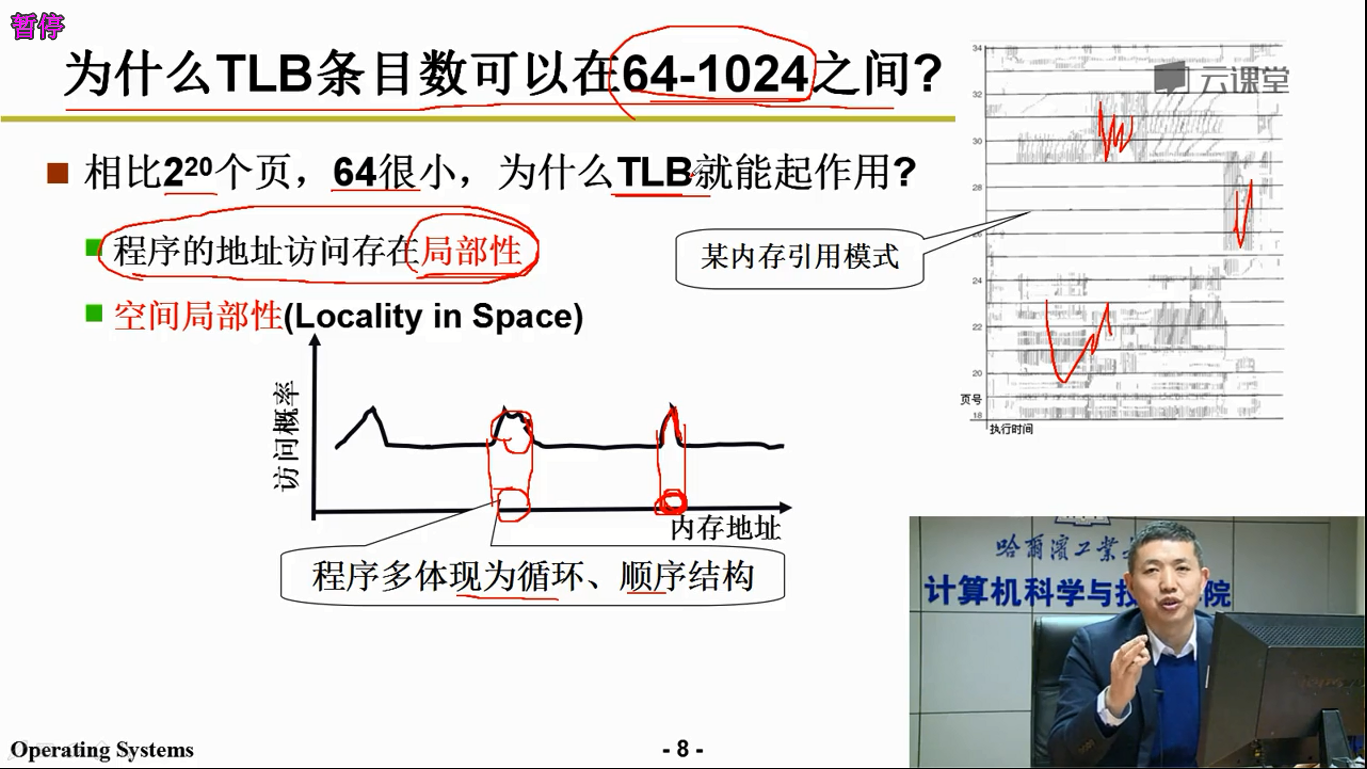 暂停
为什么TLB条目数可以在64-1024之间?
云课堂
相比2²⁰个页，64很小，为什么TLB就能起作用?
程序的地址访问存在局部性
空间局部性(Locality in Space)
访问概率
内存地址
程序多体现为循环、顺序结构
某内存引用模式
34
32
30
28
24
22
20
页号
18
执行时间
哈爾濱工業
计算机科学与技 院
Operating Systems
- 8 -